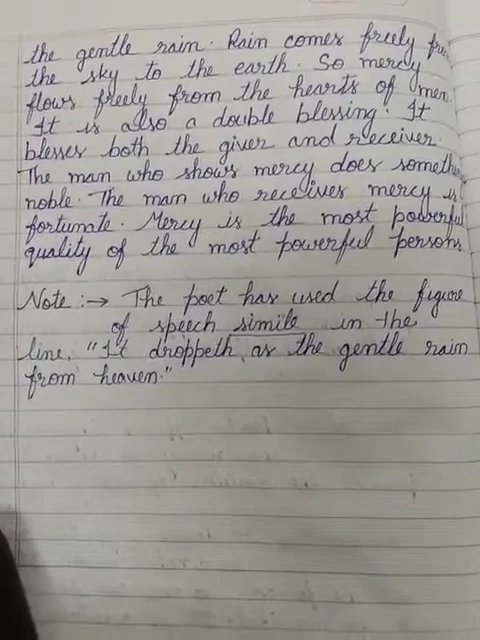 the gentle rain. Rain comes freely from
the sky to the earth. So mercy
flows freely from the hearts of men.
It is also a double blessing. It
blesses both the giver and receiver.
The man who shows mercy does something
noble. The man who receives mercy is
fortunate. Mercy is the most powerful
quality of the most powerful persons.
Note :→ The poet has used the figure
of speech simile in the
line, "It droppeth as the gentle rain
from heaven."